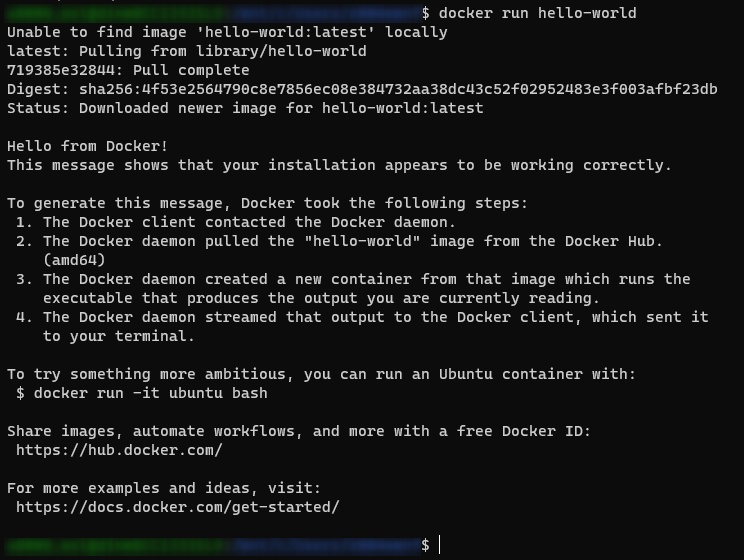 $ docker run hello-world
Unable to find image 'hello-world:latest' locally
latest: Pulling from library/hello-world
719385e32844: Pull complete
Digest: sha256:4f53e2564790c8e7856ec08e384732aa38dc43c52f02952483e3f003afbf23db
Status: Downloaded newer image for hello-world:latest

Hello from Docker!
This message shows that your installation appears to be working correctly.

To generate this message, Docker took the following steps:
 1. The Docker client contacted the Docker daemon.
 2. The Docker daemon pulled the "hello-world" image from the Docker Hub.
    (amd64)
 3. The Docker daemon created a new container from that image which runs the
    executable that produces the output you are currently reading.
 4. The Docker daemon streamed that output to the Docker client, which sent it
    to your terminal.

To try something more ambitious, you can run an Ubuntu container with:
 $ docker run -it ubuntu bash

Share images, automate workflows, and more with a free Docker ID:
 https://hub.docker.com/

For more examples and ideas, visit:
 https://docs.docker.com/get-started/

$